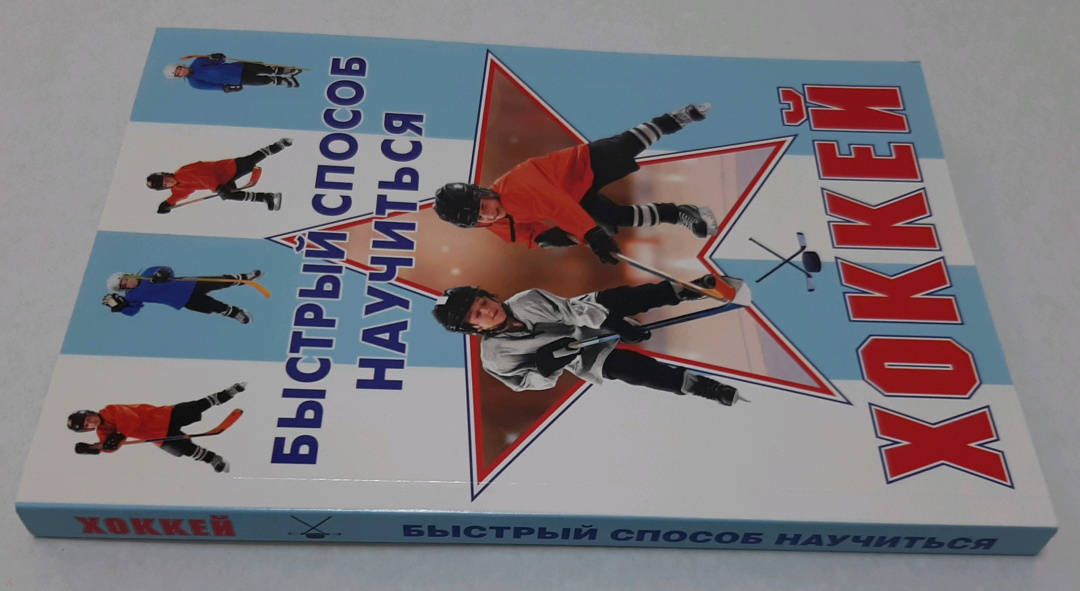 БЫСТРЫЙ СПОСОБ
НАУЧИТЬСЯ
ХОККЕЙ
ХОККЕЙ БЫСТРЫЙ СПОСОБ НАУЧИТЬСЯ